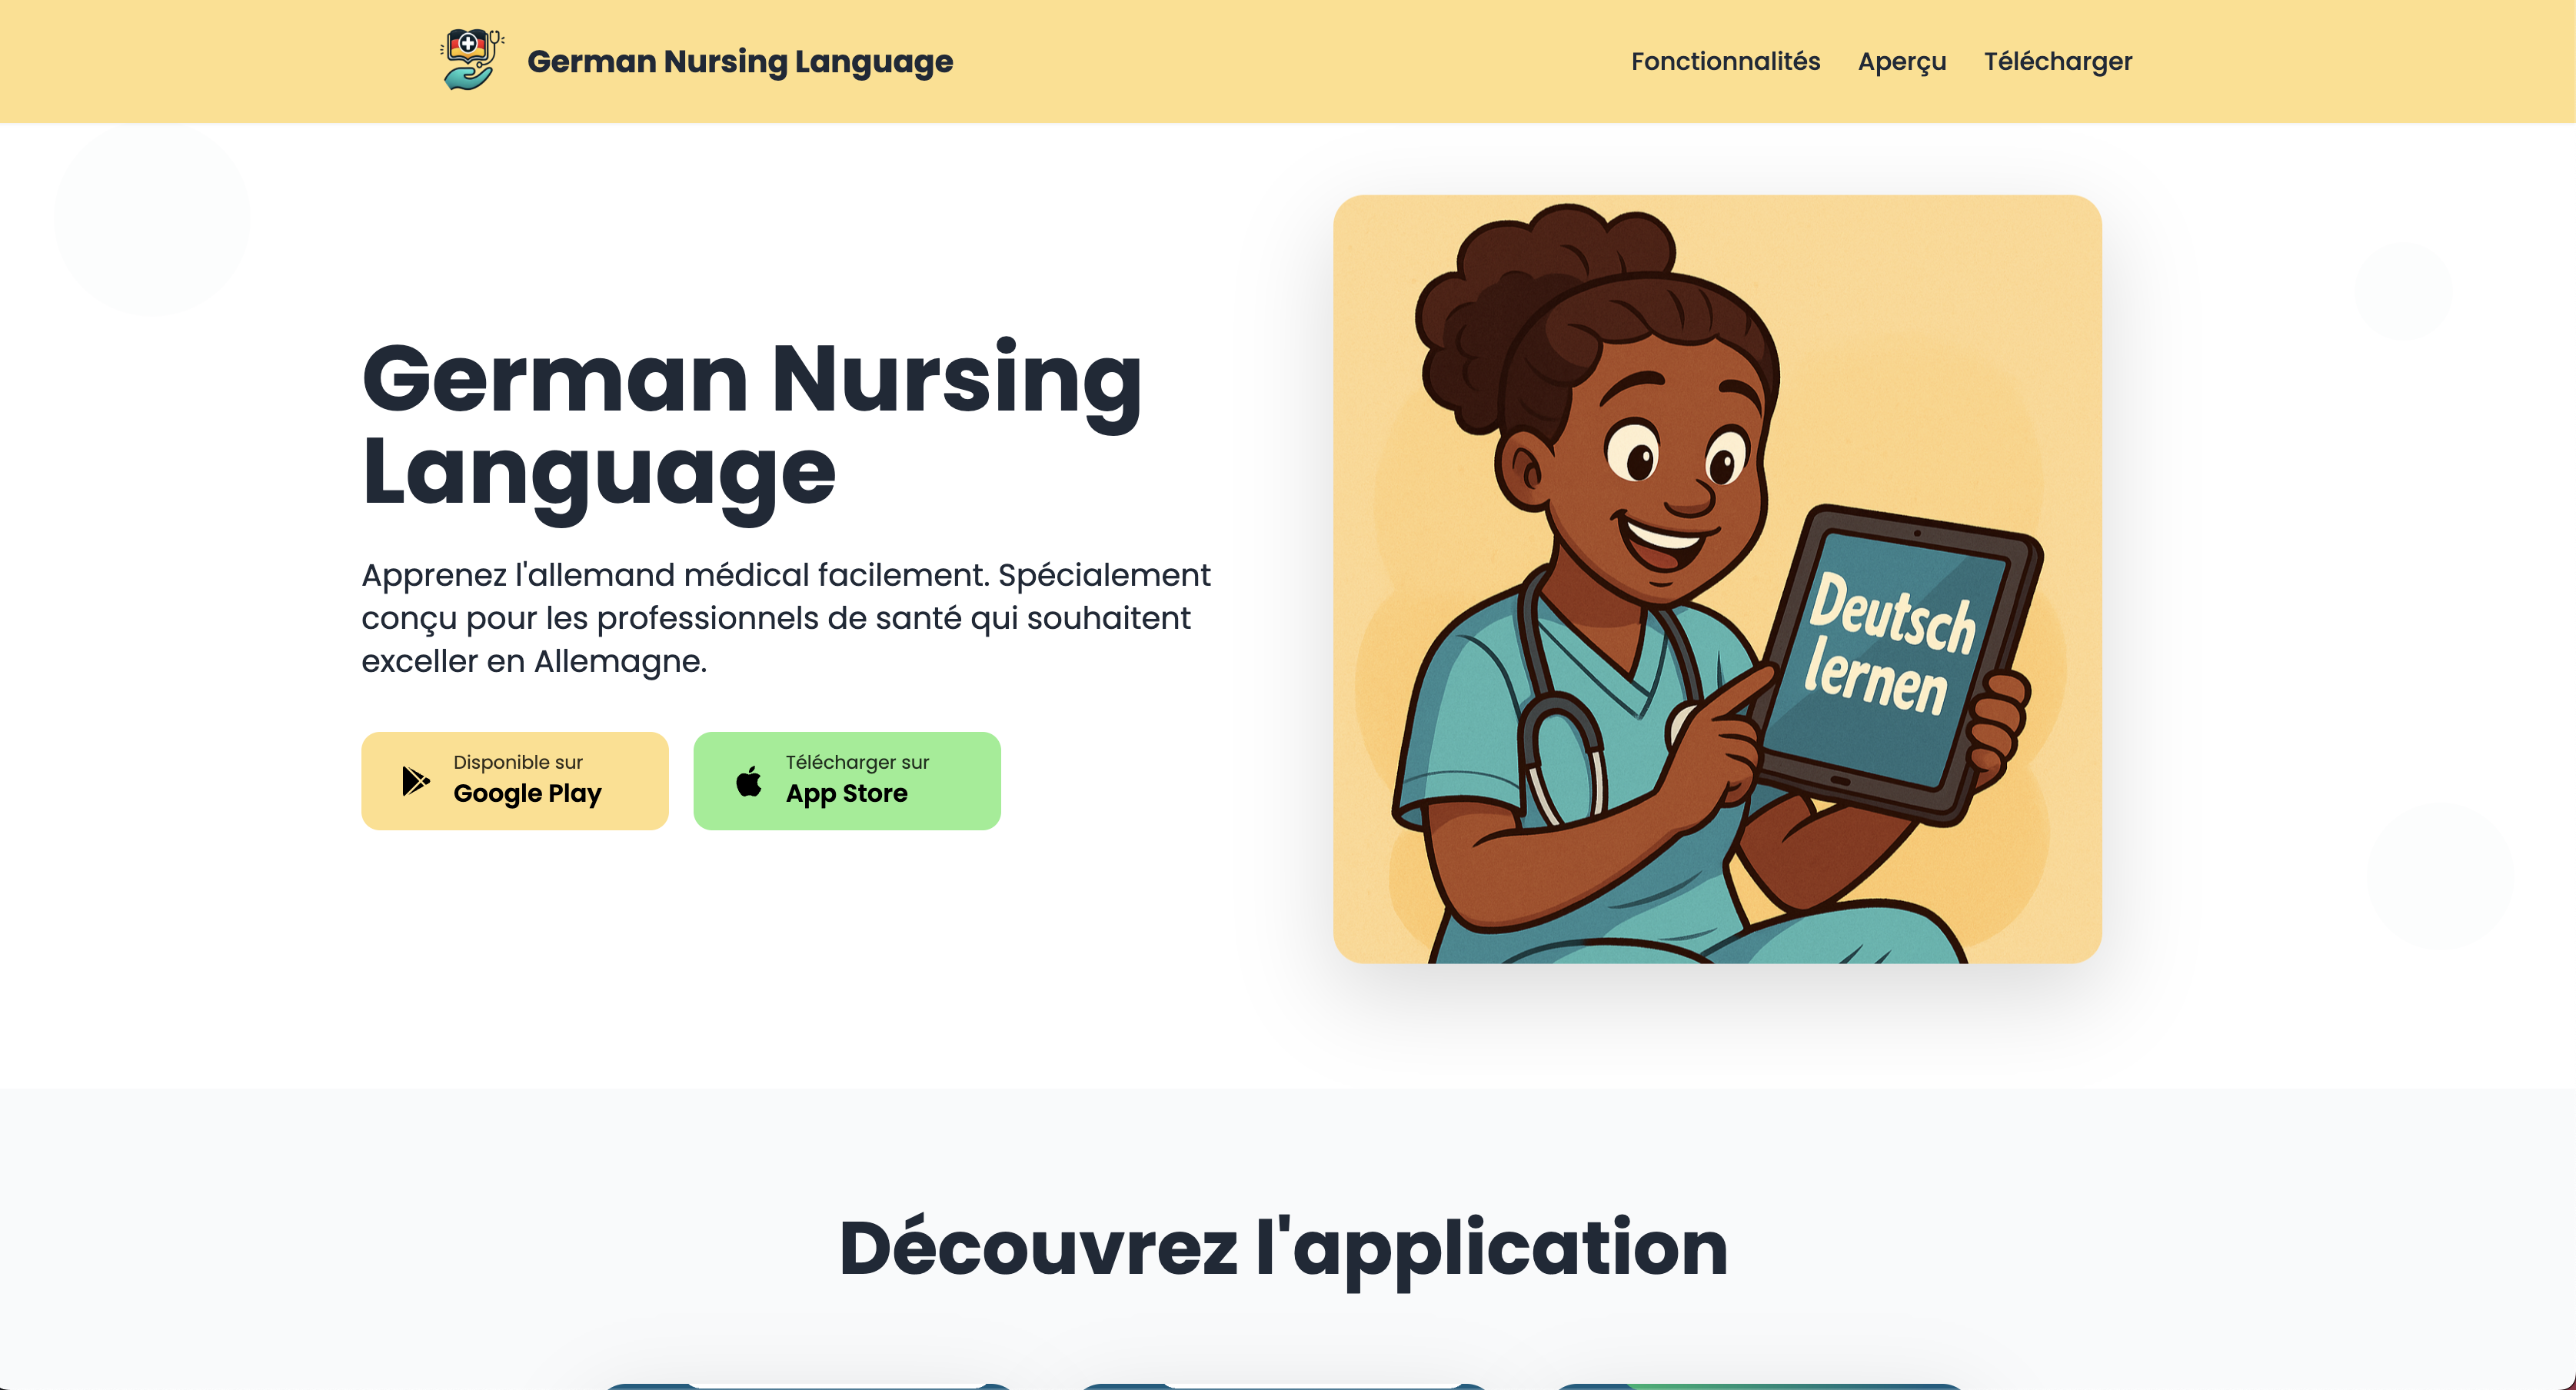 German Nursing Language
Fonctionnalités Aperçu Télécharger
German Nursing
Language
Apprenez l'allemand médical facilement. Spécialement
conçu pour les professionnels de santé qui souhaitent
exceller en Allemagne.
Disponible sur
Google Play
Télécharger sur
App Store
Deutsch
lernen
Découvrez l'application